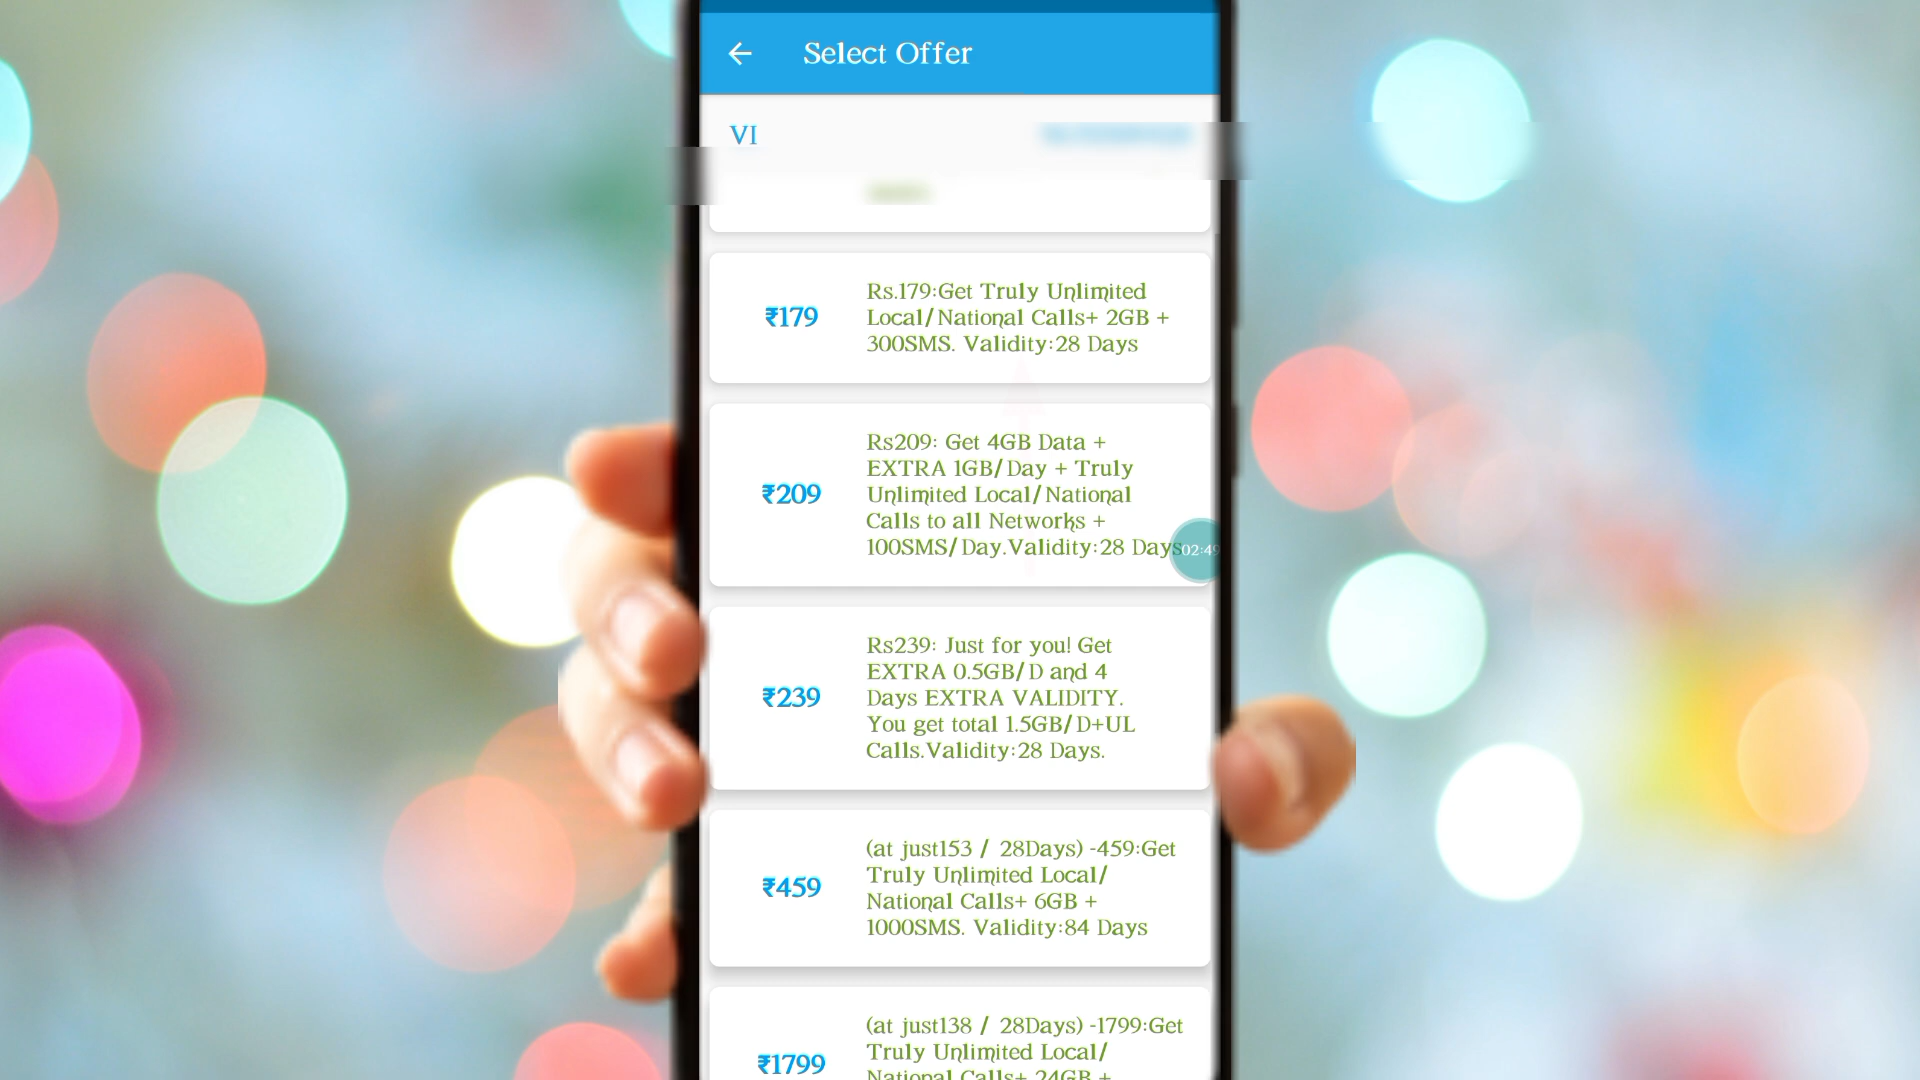 Select Offer
VI
₹179
Rs.179:Get Truly Unlimited
Local/National Calls+ 2GB +
300SMS. Validity:28 Days
₹209
Rs209: Get 4GB Data +
EXTRA 1GB/Day + Truly
Unlimited Local/National
Calls to all Networks +
100SMS/Day.Validity:28 Days
02:49
₹239
Rs239: Just for you! Get
EXTRA 0.5GB/D and 4
Days EXTRA VALIDITY.
You get total 1.5GB/D+UL
Calls.Validity:28 Days.
₹459
(at just153 / 28Days) -459:Get
Truly Unlimited Local/
National Calls+ 6GB +
1000SMS. Validity:84 Days
₹1799
(at just138 / 28Days) -1799:Get
Truly Unlimited Local/
National Calls+ 24GB +